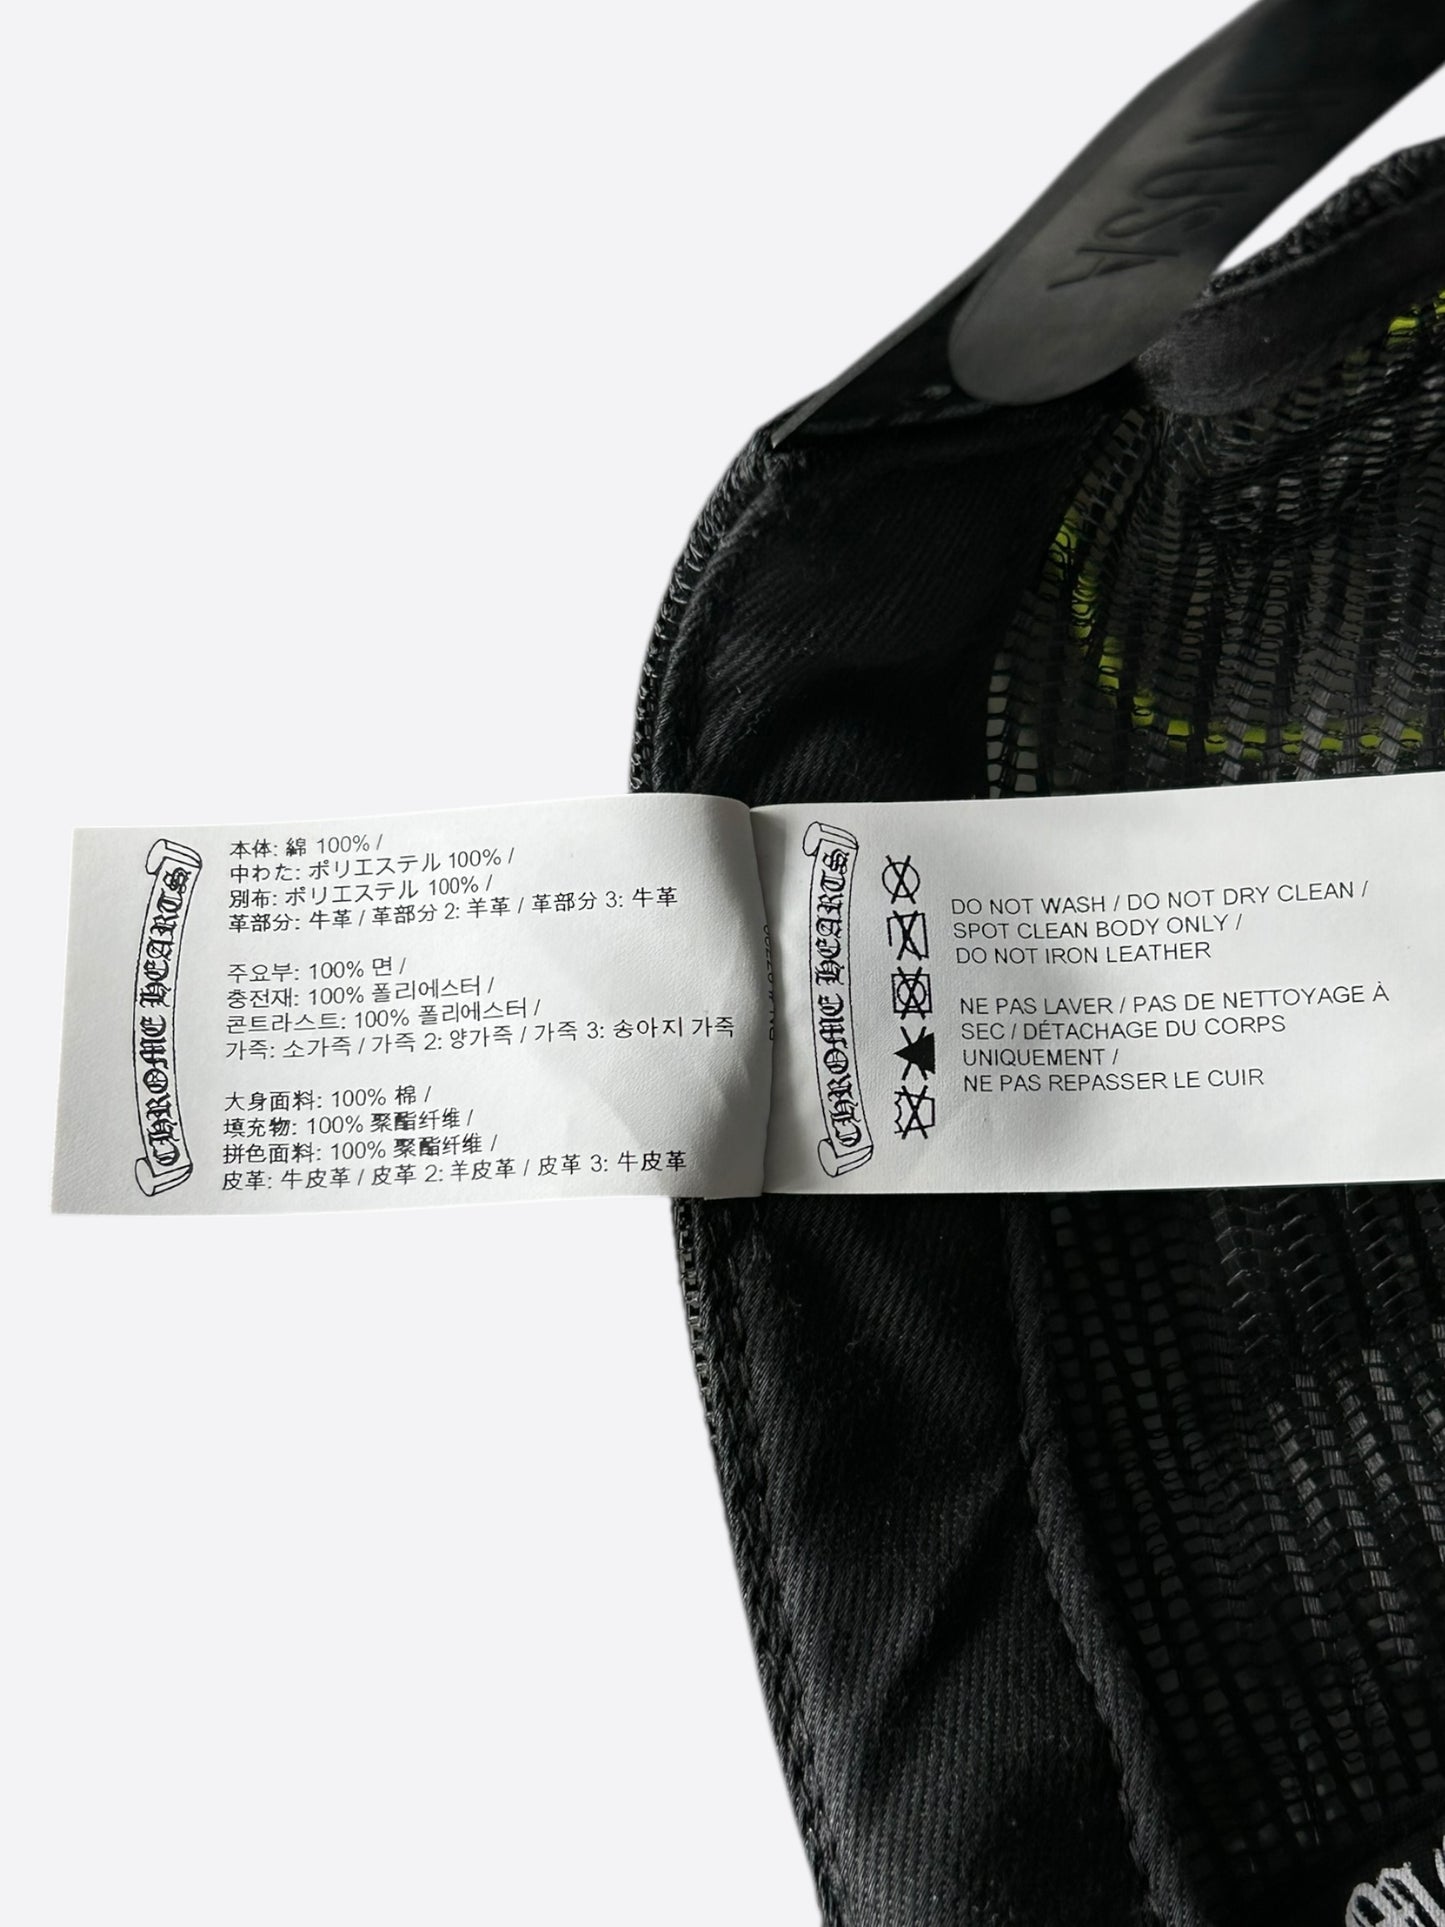 IN USA
CHROME HEARTS
本体: 綿 100% /
中わた: ポリエステル 100% /
別布: ポリエステル 100% /
革部分: 牛革 / 革部分 2: 羊革 / 革部分 3: 牛革
주요부: 100% 면 /
충전재: 100% 폴리에스터 /
콘트라스트: 100% 폴리에스터 /
가죽: 소가죽 / 가죽 2: 양가죽 / 가죽 3: 송아지 가죽
大身面料: 100% 棉 /
填充物: 100% 聚酯纤维 /
拼色面料: 100% 聚酯纤维 /
皮革: 牛皮革 / 皮革 2: 羊皮革 / 皮革 3: 牛皮革
CHROME HEARTS
DO NOT WASH / DO NOT DRY CLEAN /
SPOT CLEAN BODY ONLY /
DO NOT IRON LEATHER
NE PAS LAVER / PAS DE NETTOYAGE À
SEC / DÉTACHAGE DU CORPS
UNIQUEMENT /
NE PAS REPASSER LE CUIR